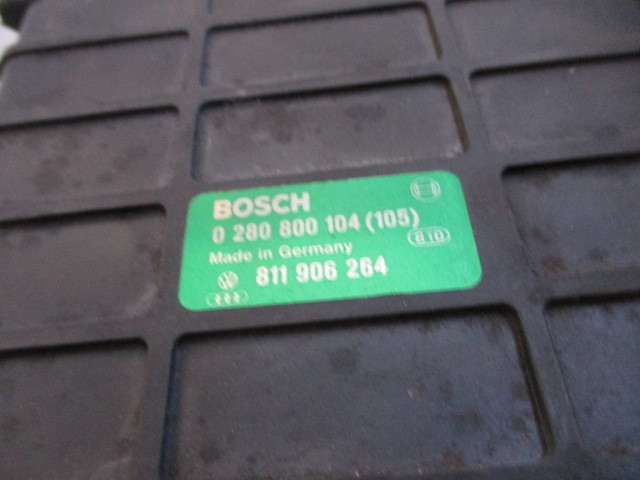 BOSCH
0 280 800 104 (105)
Made in Germany
811 906 264